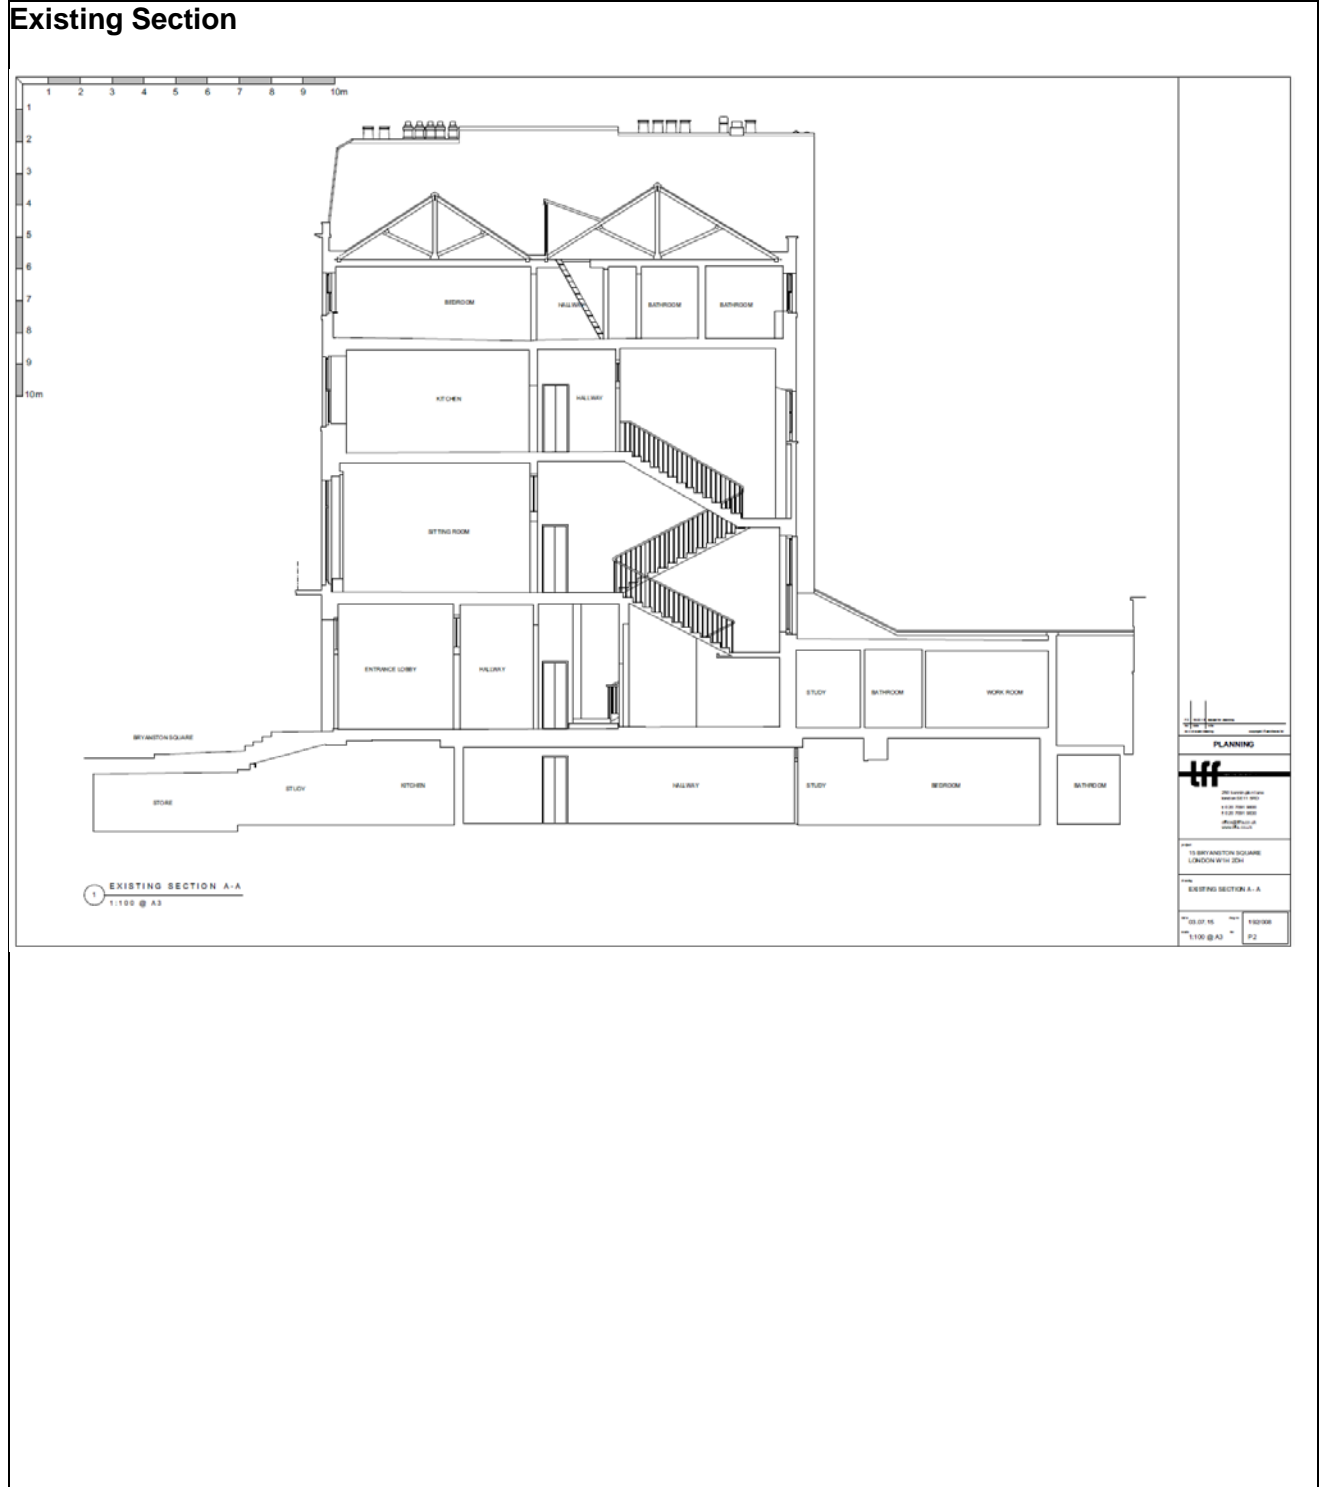 Existing Section
1 2 3 4 5 6 7 8 9 10m
1
2
3
4
5
6
7
8
9
10m
BEDROOM
HALLWAY
BATHROOM
BATHROOM
KITCHEN
HALLWAY
SITTING ROOM
ENTRANCE LOBBY
HALLWAY
STUDY
BATHROOM
WORK ROOM
BRYANSTON SQUARE
STORE
STUDY
KITCHEN
HALLWAY
STUDY
BEDROOM
BATHROOM
1
EXISTING SECTION A-A
1:100 @ A3
PLANNING
tff
BRYANSTON SQUARE
LONDON W1H 2DH
EXISTING SECTION A - A
03.07.15
1:100 @ A3
P2